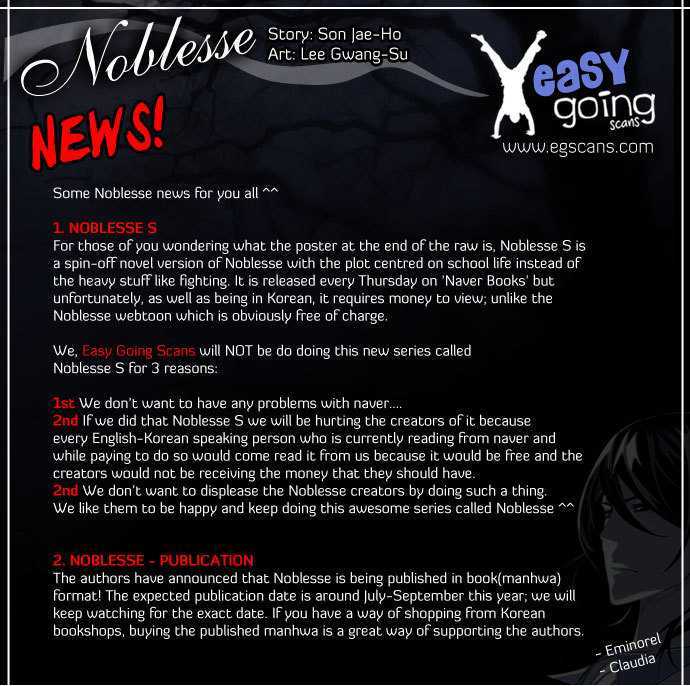 Noblesse
Story: Son Jae-Ho
Art: Lee Gwang-Su
easy
going
scans
www.egscans.com
NEWS!
Some Noblesse news for you all ^^
1. NOBLESSE S
For those of you wondering what the poster at the end of the raw is, Noblesse S is
a spin-off novel version of Noblesse with the plot centred on school life instead of
the heavy stuff like fighting. It is released every Thursday on 'Naver Books' but
unfortunately, as well as being in Korean, it requires money to view; unlike the
Noblesse webtoon which is obviously free of charge.
We, Easy Going Scans will NOT be do doing this new series called
Noblesse S for 3 reasons:
1st We don't want to have any problems with naver....
2nd If we did that Noblesse S we will be hurting the creators of it because
every English-Korean speaking person who is currently reading from naver and
while paying to do so would come read it from us because it would be free and the
creators would not be receiving the money that they should have.
2nd We don't want to displease the Noblesse creators by doing such a thing.
We like them to be happy and keep doing this awesome series called Noblesse ^^
2. NOBLESSE - PUBLICATION
The authors have announced that Noblesse is being published in book(manhwa)
format! The expected publication date is around July-September this year; we will
keep watching for the exact date. If you have a way of shopping from Korean
bookshops, buying the published manhwa is a great way of supporting the authors.
- Eminorel
- Claudia